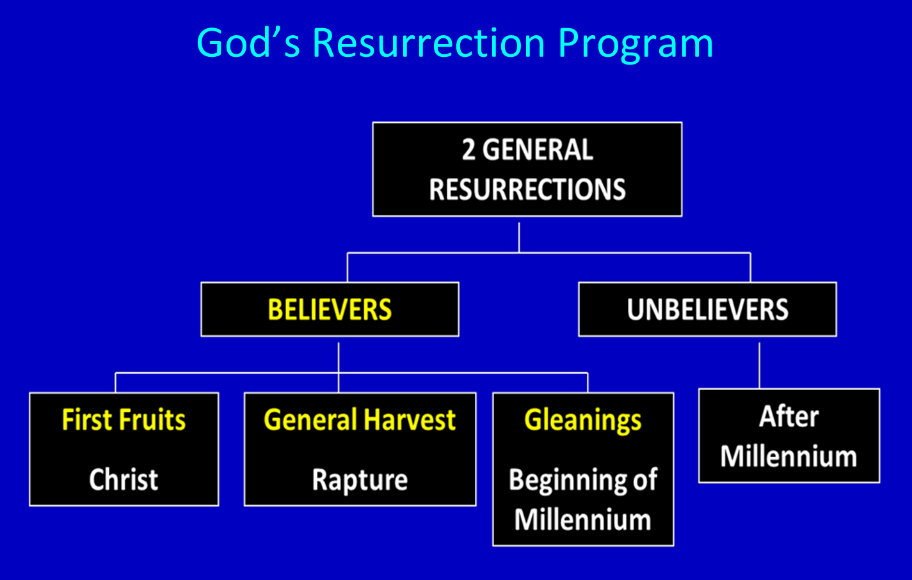 God’s Resurrection Program
2 GENERAL
RESURRECTIONS
BELIEVERS
UNBELIEVERS
First Fruits
Christ
General Harvest
Rapture
Gleanings
Beginning of
Millennium
After
Millennium